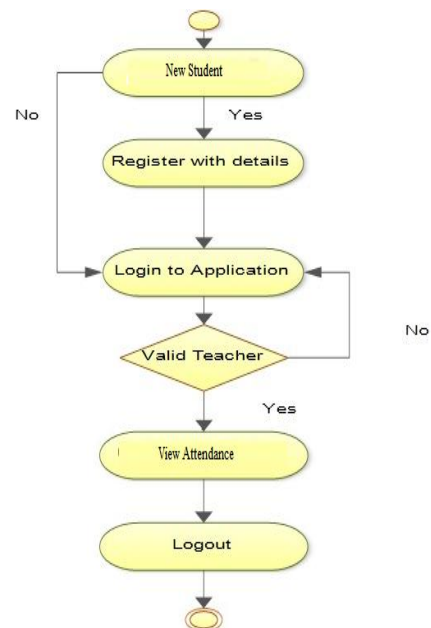 New Student
No
Yes
Register with details
Login to Application
No
Valid Teacher
Yes
View Attendance
Logout